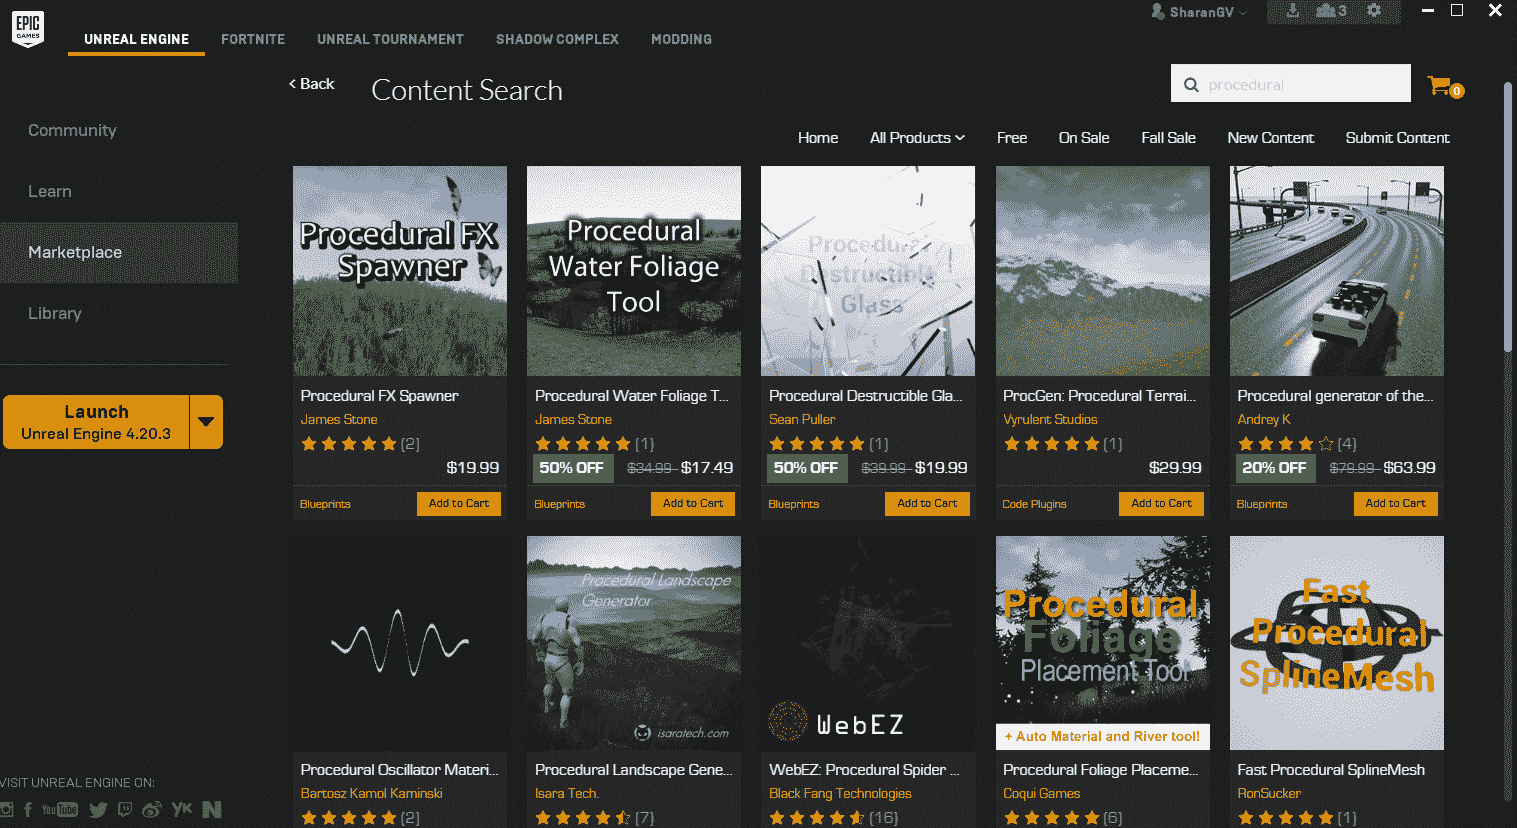 EPIC
GAMES
UNREAL ENGINE
FORTNITE
UNREAL TOURNAMENT
SHADOW COMPLEX
MODDING
SharanGV
3
Back
Content Search
procedural
0
Community
Learn
Marketplace
Library
Launch
Unreal Engine 4.20.3
VISIT UNREAL ENGINE ON:
Home
All Products
Free
On Sale
Fall Sale
New Content
Submit Content
Procedural FX
Spawner
Procedural FX Spawner
James Stone
(2)
$19.99
Blueprints
Add to Cart
Procedural
Water Foliage
Tool
Procedural Water Foliage T...
James Stone
(1)
50% OFF
$34.99 $17.49
Blueprints
Add to Cart
Procedural
Destructible
Glass
Procedural Destructible Gla...
Sean Puller
(1)
50% OFF
$39.99 $19.99
Blueprints
Add to Cart
ProcGen: Procedural Terrai...
Vyrulent Studios
(1)
$29.99
Code Plugins
Add to Cart
Procedural generator of the...
Andrey K
(4)
20% OFF
$79.99 $63.99
Blueprints
Add to Cart
Procedural Oscillator Materi...
Bartosz Kamol Kaminski
(2)
Procedural Landscape
Generator
isaratech.com
Procedural Landscape Gene...
Isara Tech.
(7)
WebEZ
WebEZ: Procedural Spider ...
Black Fang Technologies
(16)
Procedural
Foliage
Placement Tool
+ Auto Material and River tool!
Procedural Foliage Placeme...
Coqui Games
(6)
Fast
Procedural
SplineMesh
Fast Procedural SplineMesh
RonSucker
(1)
You Tube